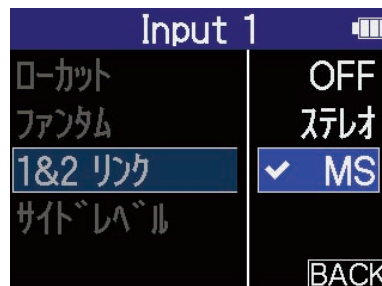 Input 1
ローカット OFF
ファンタム ステレオ
1&2 リンク MS
サイドレベル
BACK